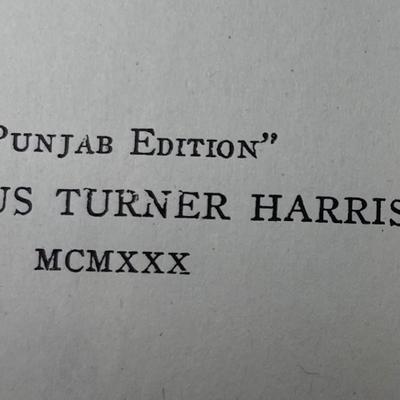 Punjab Edition”
US TURNER HARRIS
MCMXXX